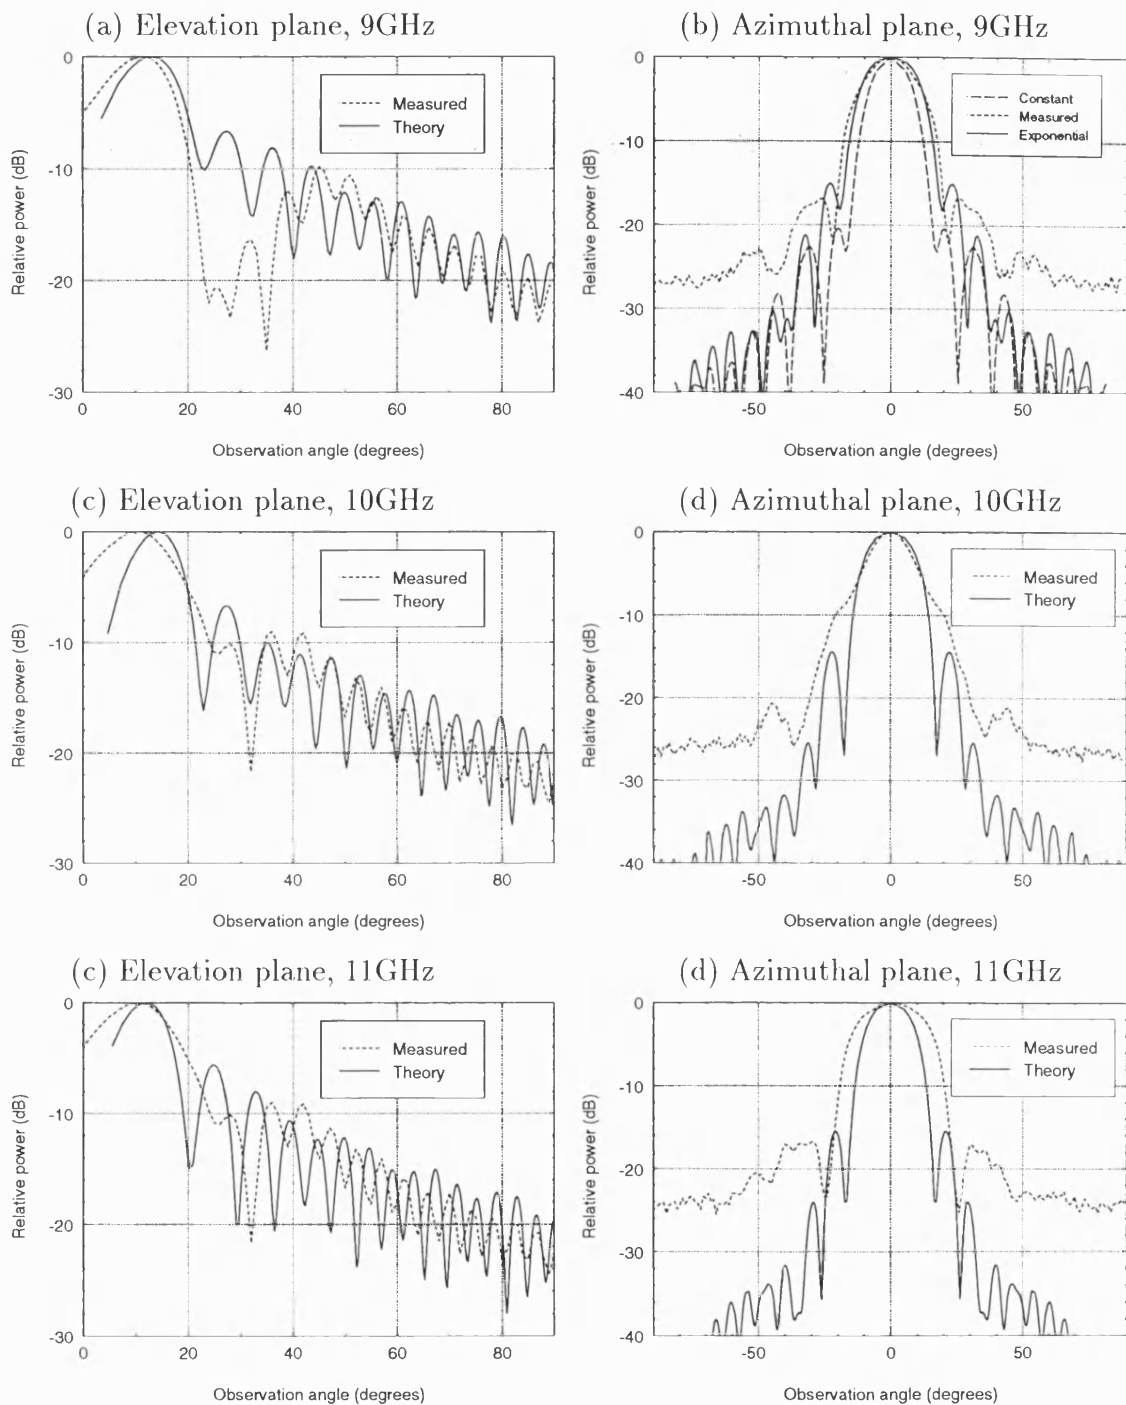 (a) Elevation plane, 9GHz
0
-10
-20
-30
Relative power (dB)
Measured
Theory
0
20
40
60
80
Observation angle (degrees)
(b) Azimuthal plane, 9GHz
0
-10
-20
-30
-40
Relative power (dB)
Constant
Measured
Exponential
-50
0
50
Observation angle (degrees)
(c) Elevation plane, 10GHz
0
-10
-20
-30
Relative power (dB)
Measured
Theory
0
20
40
60
80
Observation angle (degrees)
(d) Azimuthal plane, 10GHz
0
-10
-20
-30
-40
Relative power (dB)
Measured
Theory
-50
0
50
Observation angle (degrees)
(c) Elevation plane, 11GHz
0
-10
-20
-30
Relative power (dB)
Measured
Theory
0
20
40
60
80
Observation angle (degrees)
(d) Azimuthal plane, 11GHz
0
-10
-20
-30
-40
Relative power (dB)
Measured
Theory
-50
0
50
Observation angle (degrees)